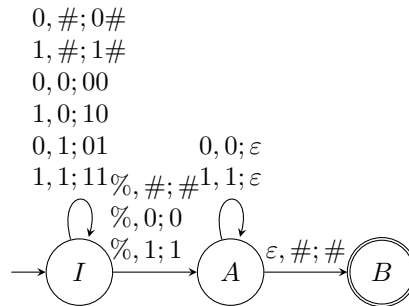 0, #; 0#
1, #; 1#
0, 0; 00
1, 0; 10
0, 1; 01
1, 1; 11
%, #; #
%, 0; 0
%, 1; 1
0, 0; ε
1, 1; ε
ε, #; #
I
A
B